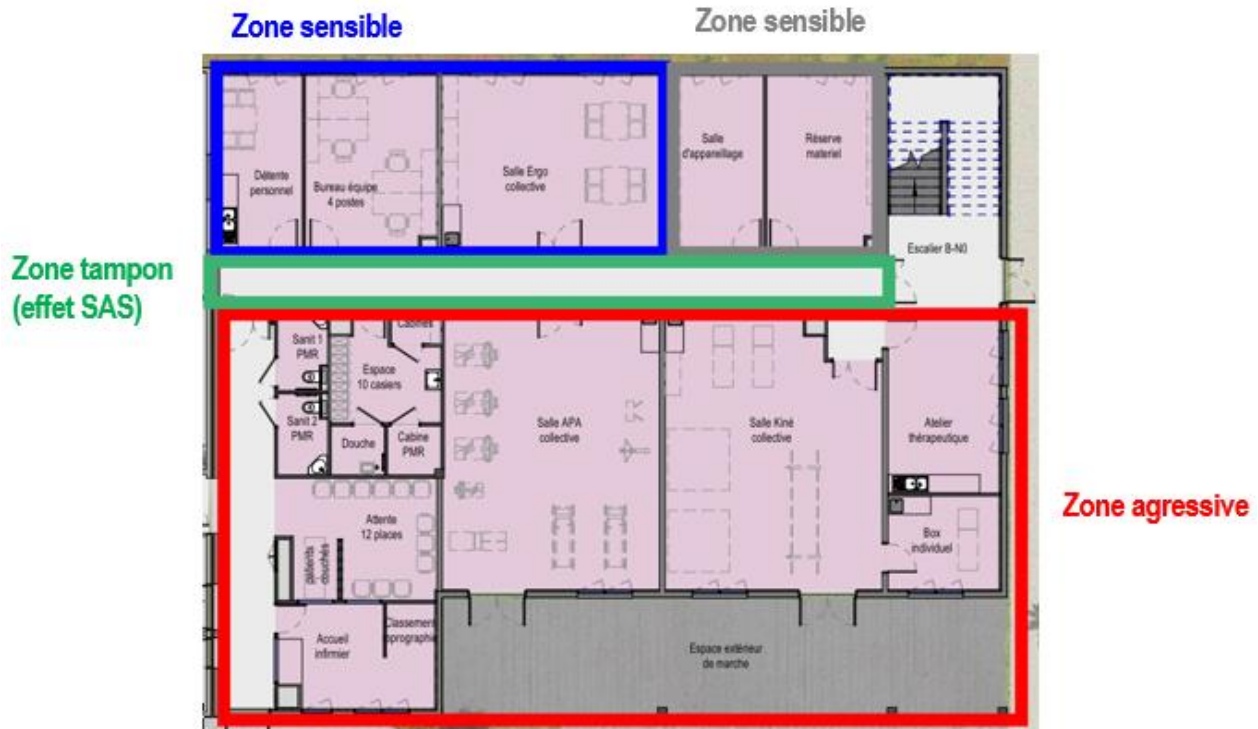 Zone sensible
Zone sensible
Détente
personnel
Bureau équipe
4 postes
Salle Ergo
collective
Salle
d'appareillage
Réserve
materiel
Escalier B-N0
Zone tampon
(effet SAS)
Sanit 1
PMR
Cabines
Espace
10 casiers
Sanit 2
PMR
Douche
Cabine
PMR
Salle APA
collective
Salle Kiné
collective
Atelier
thérapeutique
Zone agressive
Attente
12 places
patients
douchés
Box
individuel
Accueil
infirmier
Classement
Espace extérieur
de marche